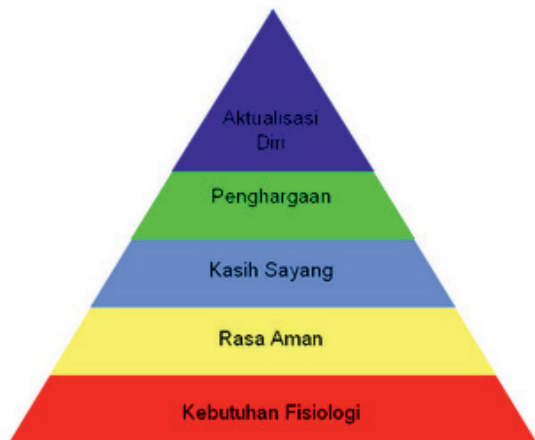 Aktualisasi
Diri
Penghargaan
Kasih Sayang
Rasa Aman
Kebutuhan Fisiologi